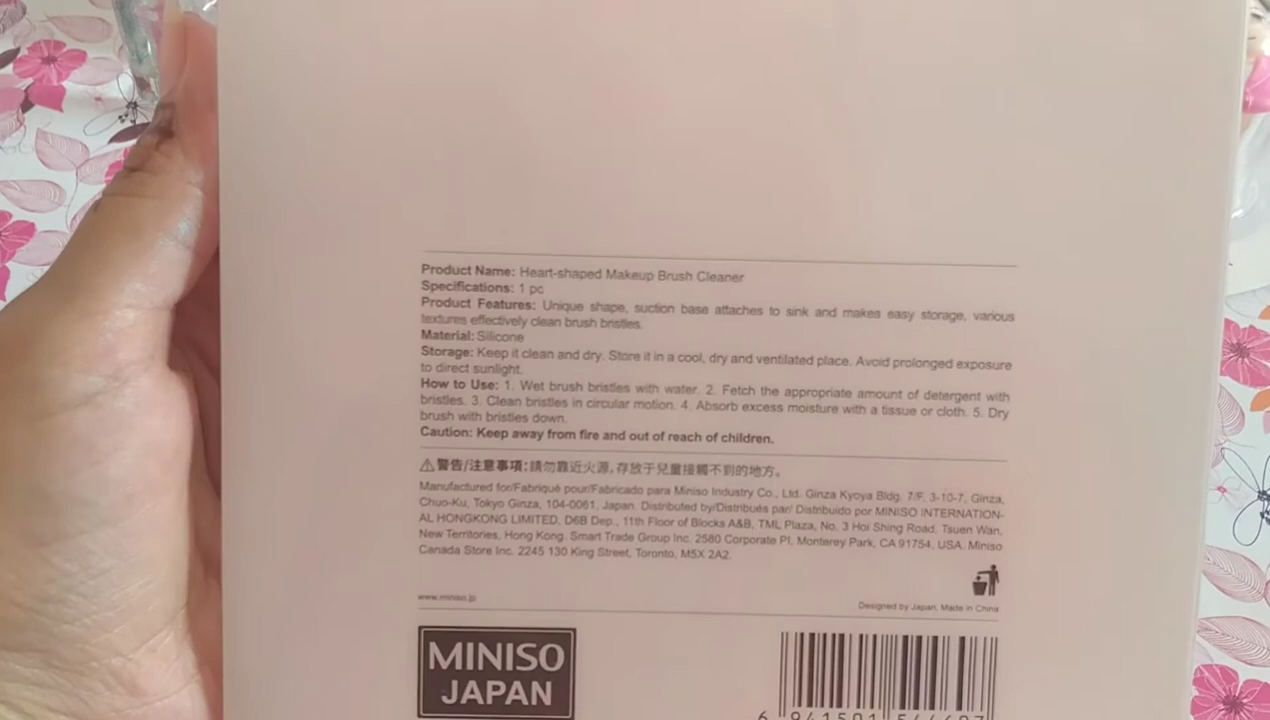 Product Name: Heart-shaped Makeup Brush Cleaner
Specifications: 1 pc
Product Features: Unique shape, suction base attaches to sink and makes easy storage, various
textures effectively clean brush bristles.
Material: Silicone
Storage: Keep it clean and dry. Store it in a cool, dry and ventilated place. Avoid prolonged exposure
to direct sunlight.
How to Use: 1. Wet brush bristles with water. 2. Fetch the appropriate amount of detergent with
bristles. 3. Clean bristles in circular motion. 4. Absorb excess moisture with a tissue or cloth. 5. Dry
brush with bristles down.
Caution: Keep away from fire and out of reach of children.
⚠警告/注意事項:請勿靠近火源,存放于兒童接觸不到的地方。
Manufactured for/Fabriqué pour/Fabricado para Miniso Industry Co., Ltd. Ginza Kyoya Bldg. 7/F, 3-10-7, Ginza,
Chuo-Ku, Tokyo Ginza, 104-0061, Japan. Distributed by/Distribués par/ Distribuido por MINISO INTERNATION-
AL HONGKONG LIMITED, D6B Dep., 11th Floor of Blocks A&B, TML Plaza, No. 3 Hoi Shing Road, Tsuen Wan,
New Territories, Hong Kong. Smart Trade Group Inc. 2580 Corporate Pl, Monterey Park, CA 91754, USA. Miniso
Canada Store Inc. 2245 130 King Street, Toronto, M5X 2A2
www.miniso.jp
Designed by Japan. Made in China
MINISO
JAPAN
6 941501 544607